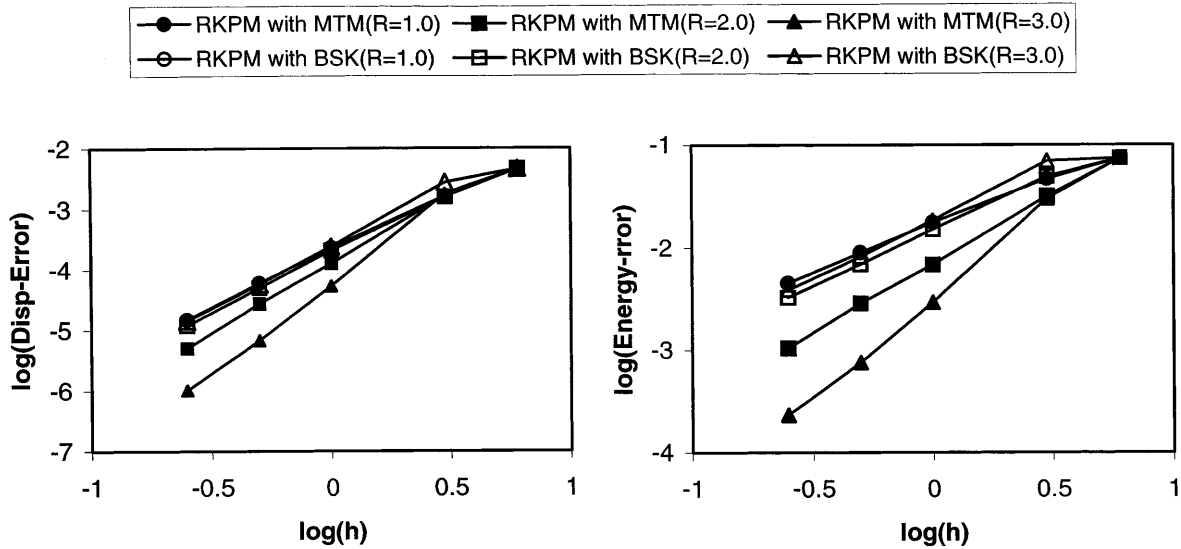 RKPM with MTM(R=1.0) RKPM with MTM(R=2.0) RKPM with MTM(R=3.0)
RKPM with BSK(R=1.0) RKPM with BSK(R=2.0) RKPM with BSK(R=3.0)
log(Disp-Error)
-2
-3
-4
-5
-6
-7
-1 -0.5 0 0.5 1
log(h)
log(Energy-rror)
-1
-2
-3
-4
-1 -0.5 0 0.5 1
log(h)